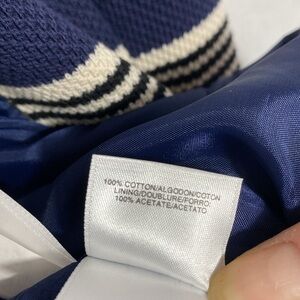 100% COTTON/ALGODON/COTON
LINING/DOUBLURE/FORRO:
100% ACETATE/ACETATO